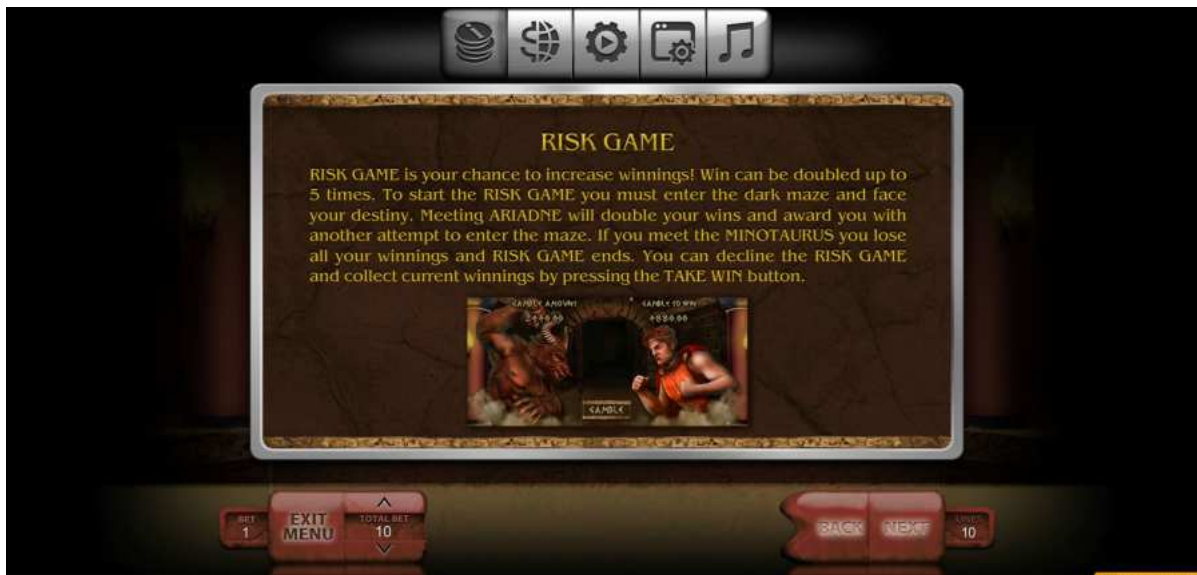 RISK GAME
RISK GAME is your chance to increase winnings! Win can be doubled up to
5 times. To start the RISK GAME you must enter the dark maze and face
your destiny. Meeting ARIADNE will double your wins and award you with
another attempt to enter the maze. If you meet the MINOTAURUS you lose
all your winnings and RISK GAME ends. You can decline the RISK GAME
and collect current winnings by pressing the TAKE WIN button.
GAMBLE AMOUNT
GAMBLE TO WIN
GAMBLE
BET
1
EXIT
MENU
TOTAL BET
10
BACK
NEXT
LINES
10